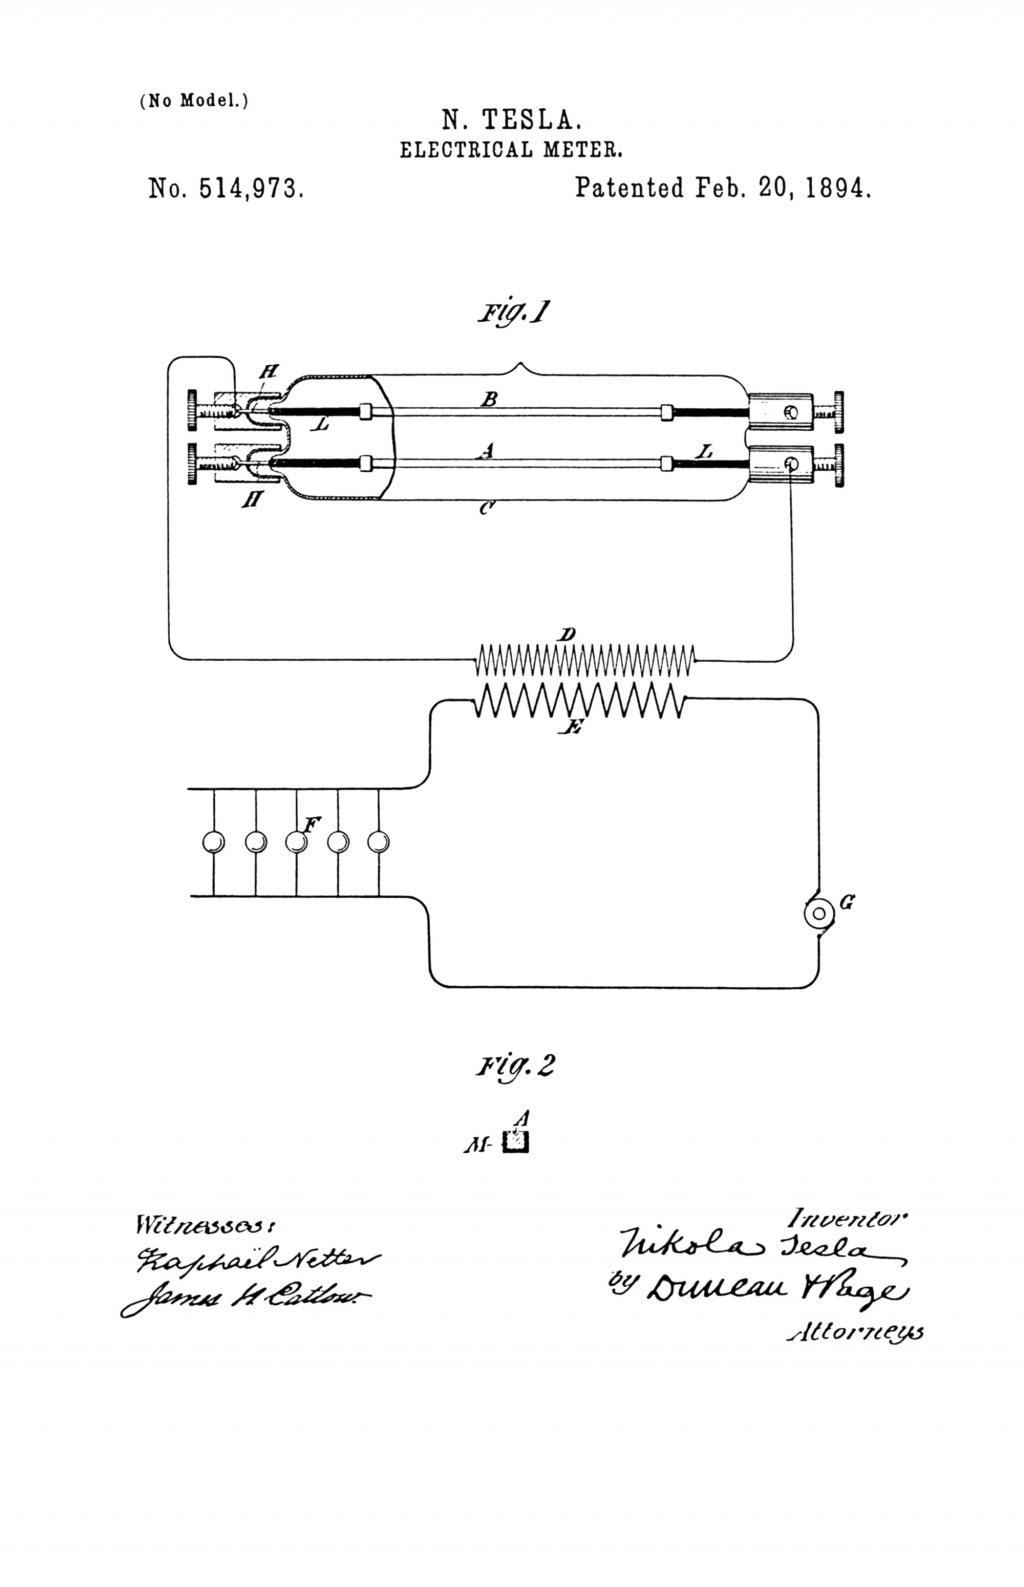 (No Model.)
N. TESLA.
ELECTRICAL METER.
No. 514,973.
Patented Feb. 20, 1894.
Fig. 1
H
B
L
A
L
H
C
D
E
F
G
Fig. 2
A
M
Witnesses:
Raphaël Netter
James N. Catlow
Inventor
Nikola Tesla
by Duncan & Page
Attorneys